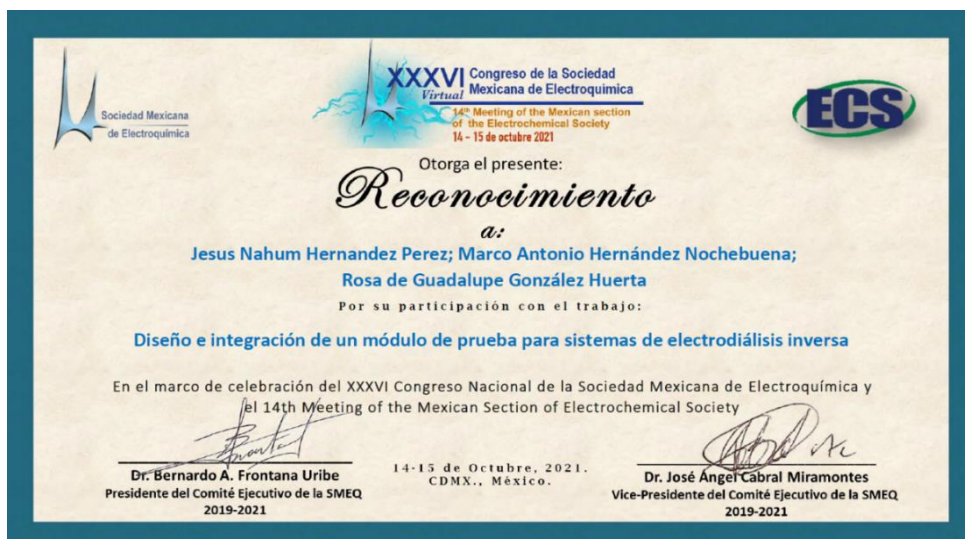 Sociedad Mexicana
de Electroquímica
XXXVI
Virtual
Congreso de la Sociedad
Mexicana de Electroquimica
14th Meeting of the Mexican section
of the Electrochemical Society
14 - 15 de octubre 2021
ECS
Otorga el presente:
Reconocimiento
a:
Jesus Nahum Hernandez Perez; Marco Antonio Hernández Nochebuena;
Rosa de Guadalupe González Huerta
Por su participación con el trabajo:
Diseño e integración de un módulo de prueba para sistemas de electrodiálisis inversa
En el marco de celebración del XXXVI Congreso Nacional de la Sociedad Mexicana de Electroquímica y
el 14th Meeting of the Mexican Section of Electrochemical Society
Dr. Bernardo A. Frontana Uribe
Presidente del Comité Ejecutivo de la SMEQ
2019-2021
14-15 de Octubre, 2021.
CDMX., México.
Dr. José Ángel Cabral Miramontes
Vice-Presidente del Comité Ejecutivo de la SMEQ
2019-2021